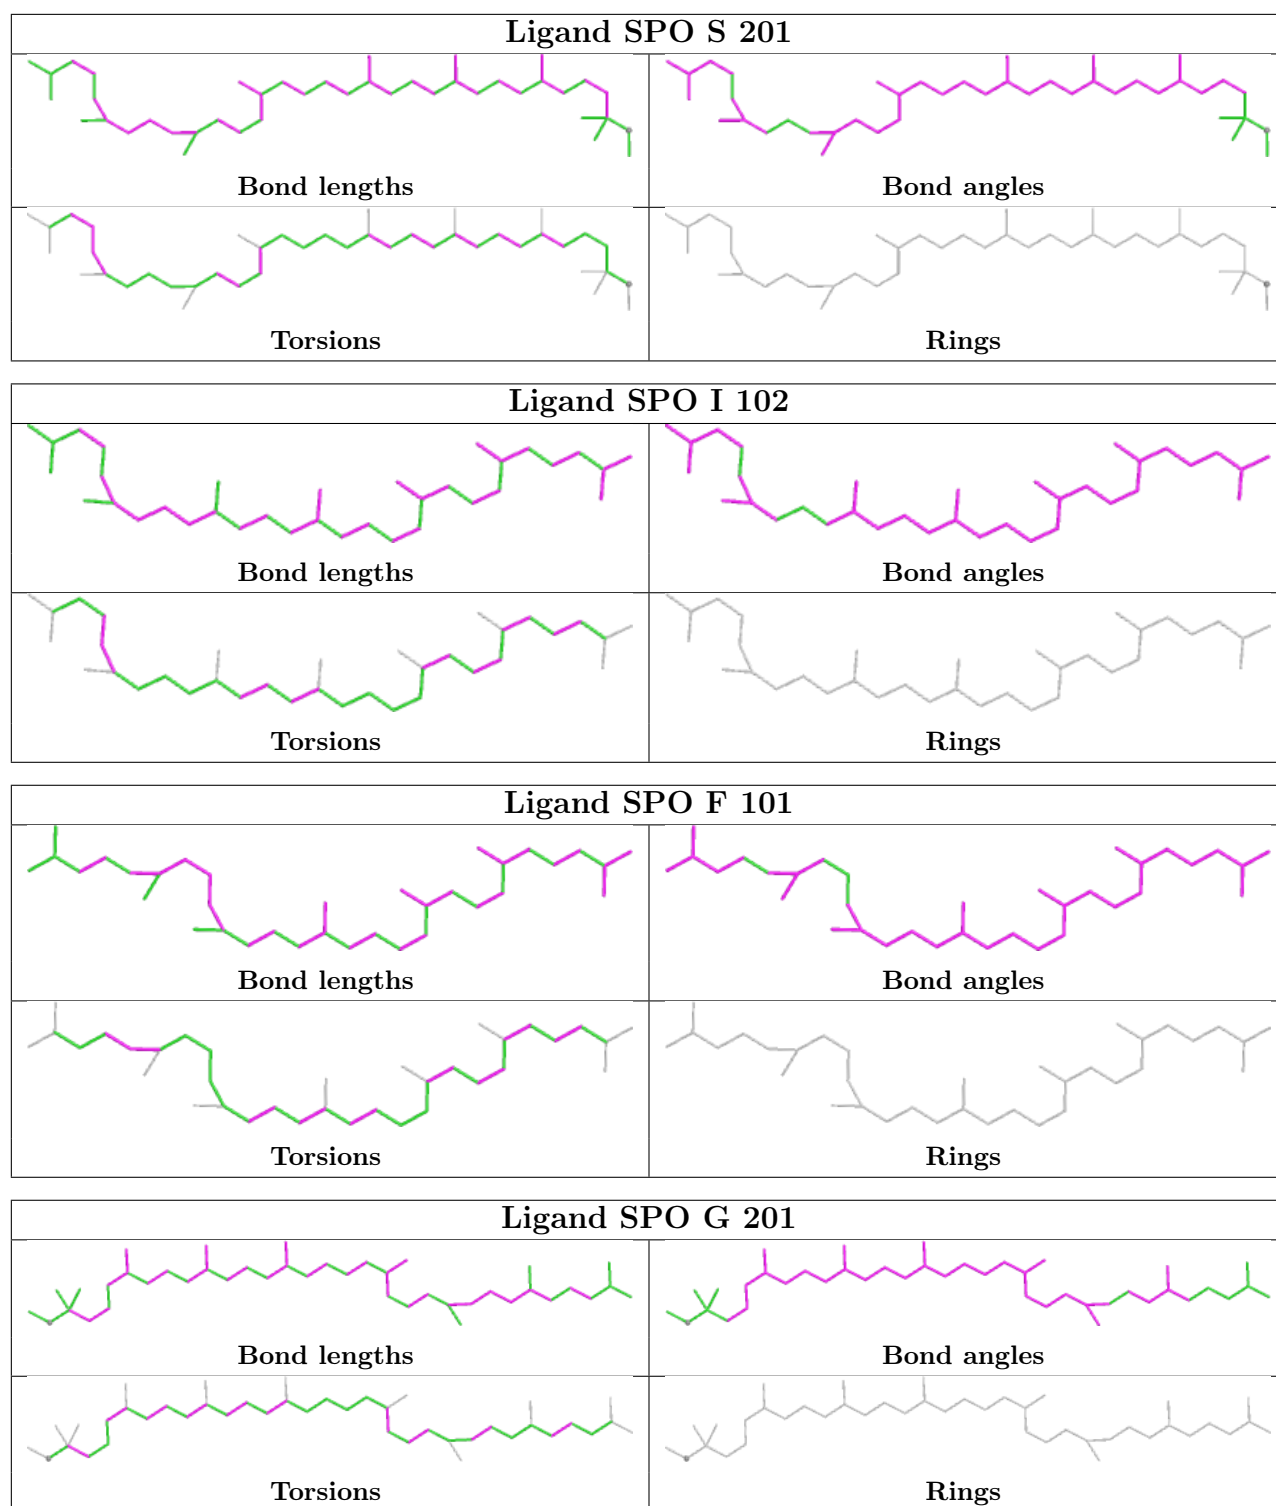 Ligand SPO S 201
Bond lengths
Bond angles
Torsions
Rings
Ligand SPO I 102
Bond lengths
Bond angles
Torsions
Rings
Ligand SPO F 101
Bond lengths
Bond angles
Torsions
Rings
Ligand SPO G 201
Bond lengths
Bond angles
Torsions
Rings